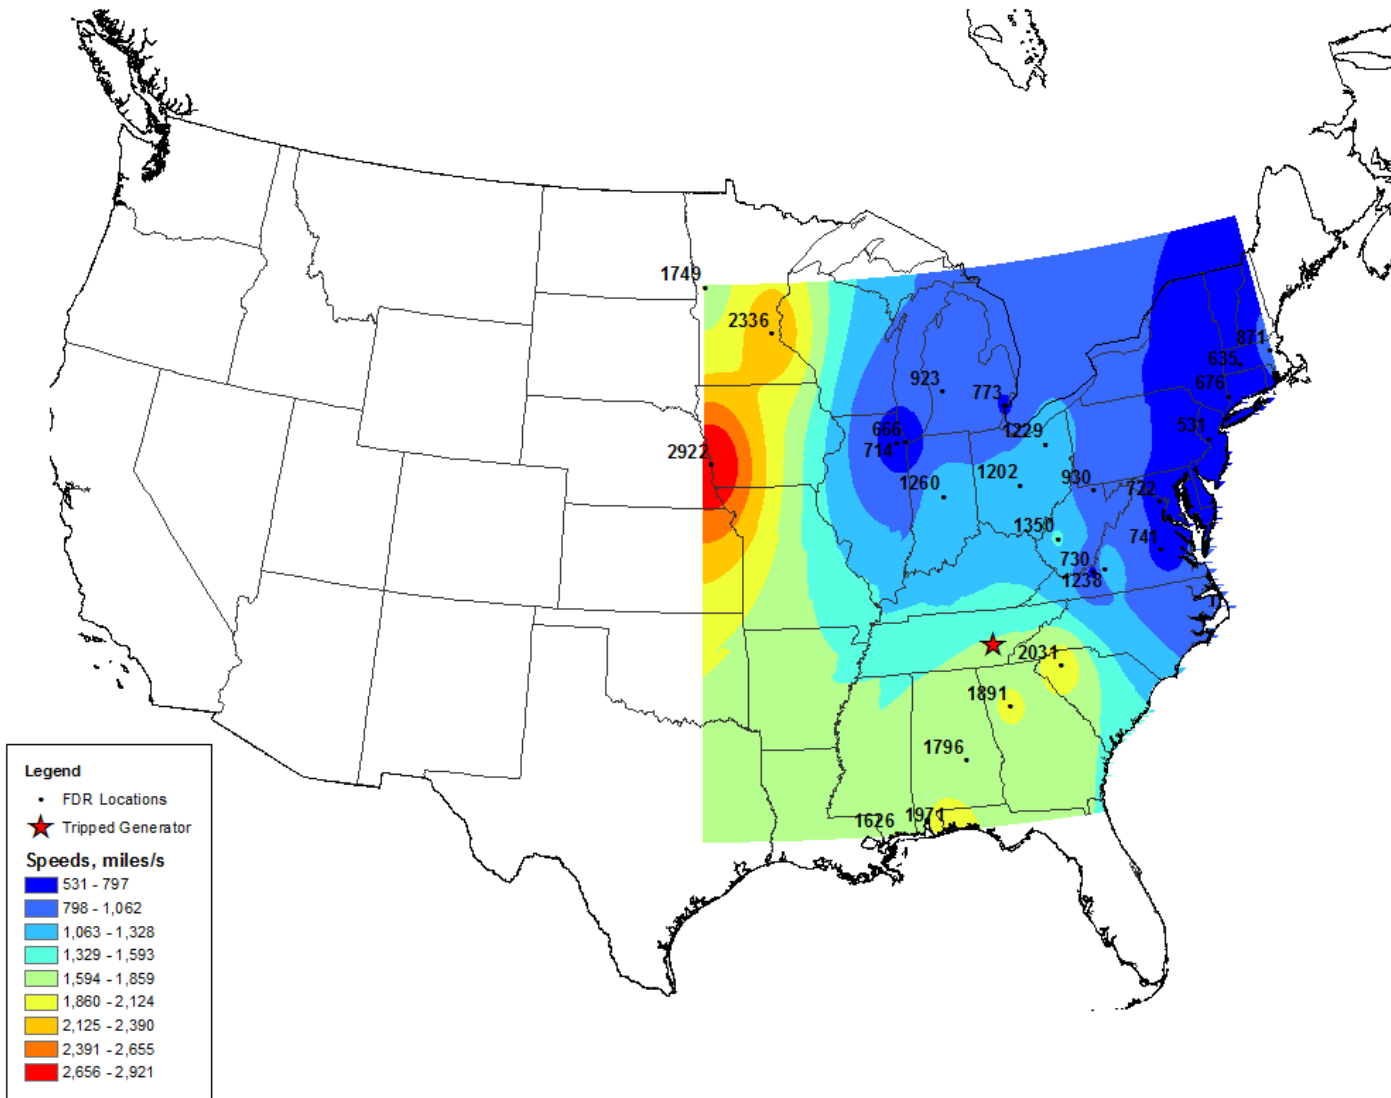 1749
2336
871
635
923
773
676
531
666
1229
714
2922
1202
930
1260
722
1350
741
730
1238
2031
1891
1796
1626
1971
Legend
FDR Locations
Tripped Generator
Speeds, miles/s
531 - 797
798 - 1,062
1,063 - 1,328
1,329 - 1,593
1,594 - 1,859
1,860 - 2,124
2,125 - 2,390
2,391 - 2,655
2,656 - 2,921